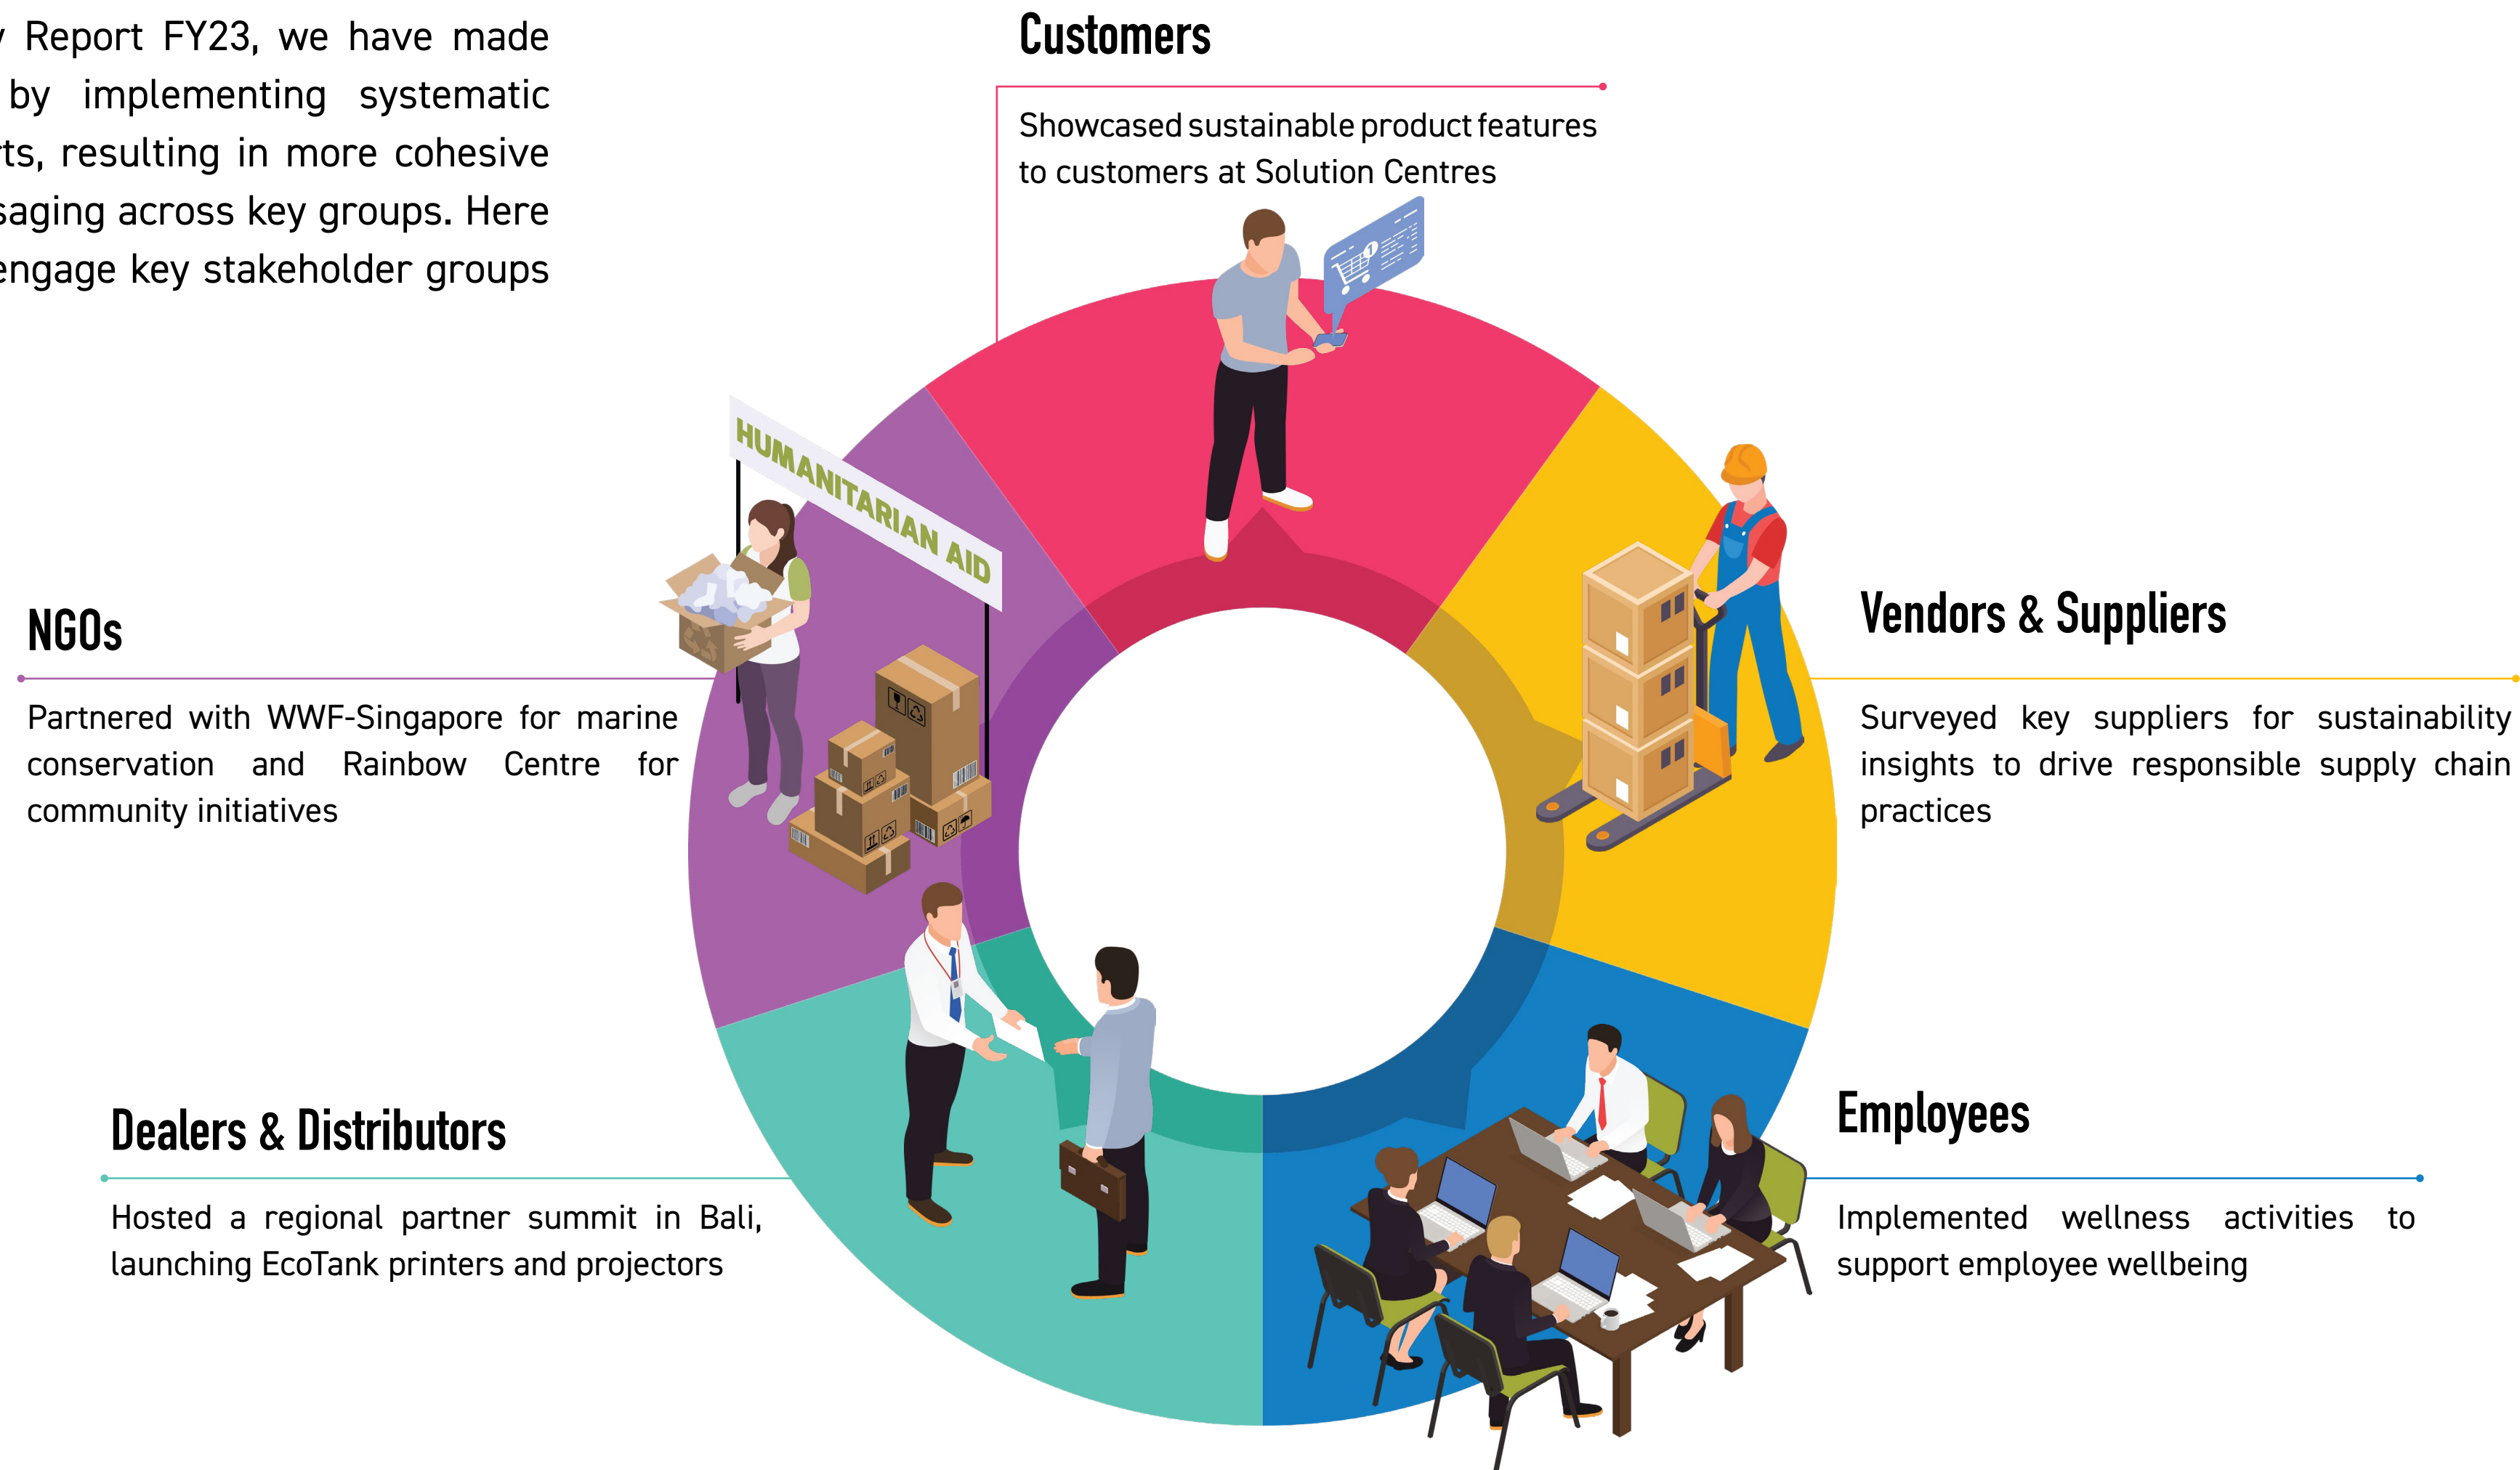 Report FY23, we have made
by implementing systematic
resulting in more cohesive
across key groups. Here
engage key stakeholder groups
Customers
Showcased sustainable product features
to customers at Solution Centres
HUMANITARIAN AID
NGOs
Partnered with WWF-Singapore for marine
conservation and Rainbow Centre for
community initiatives
Vendors & Suppliers
Surveyed key suppliers for sustainability
insights to drive responsible supply chain
practices
Dealers & Distributors
Hosted a regional partner summit in Bali,
launching EcoTank printers and projectors
Employees
Implemented wellness activities to
support employee wellbeing